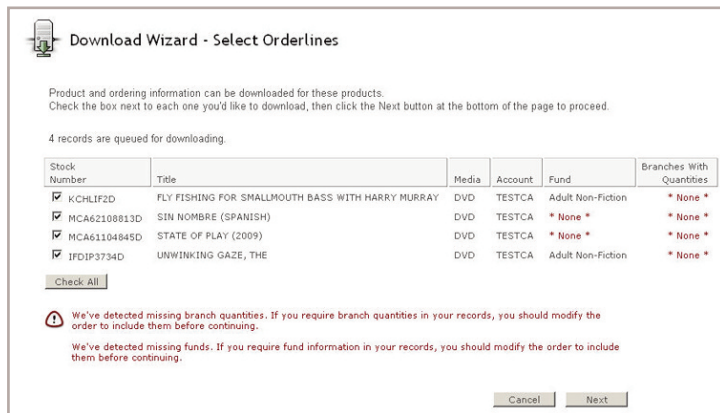 Download Wizard - Select Orderlines
Product and ordering information can be downloaded for these products.
Check the box next to each one you'd like to download, then click the Next button at the bottom of the page to proceed.
4 records are queued for downloading.
Stock Number Title Media Account Fund Branches With Quantities
KCHLIF2D FLY FISHING FOR SMALLMOUTH BASS WITH HARRY MURRAY DVD TESTCA Adult Non-Fiction * None *
MCA62108813D SIN NOMBRE (SPANISH) DVD TESTCA * None * * None *
MCA61104845D STATE OF PLAY (2009) DVD TESTCA * None * * None *
IFDIP3734D UNWINKING GAZE, THE DVD TESTCA Adult Non-Fiction * None *
Check All
We've detected missing branch quantities. If you require branch quantities in your records, you should modify the
order to include them before continuing.
We've detected missing funds. If you require fund information in your records, you should modify the order to include
them before continuing.
Cancel Next